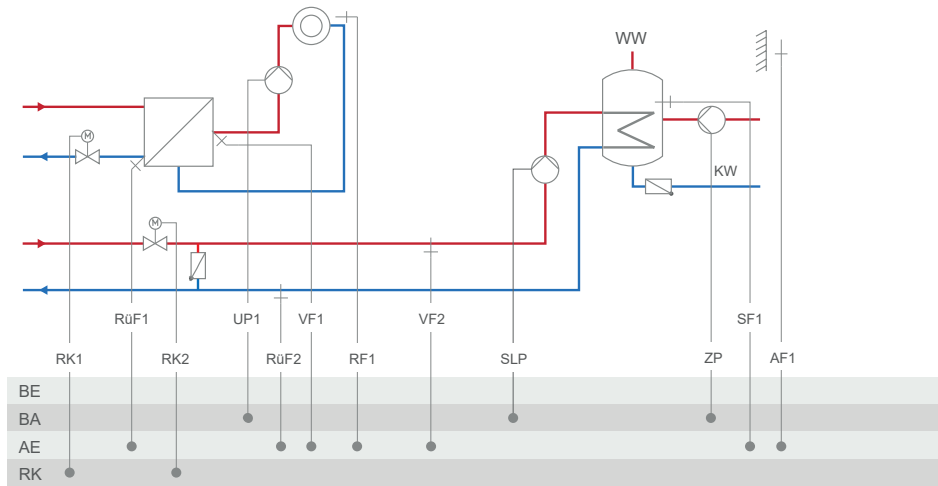 WW
M
KW
M
RüF1 UP1 VF1 VF2 SF1
RK1 RK2 RüF2 RF1 SLP ZP AF1
BE
BA
AE
RK